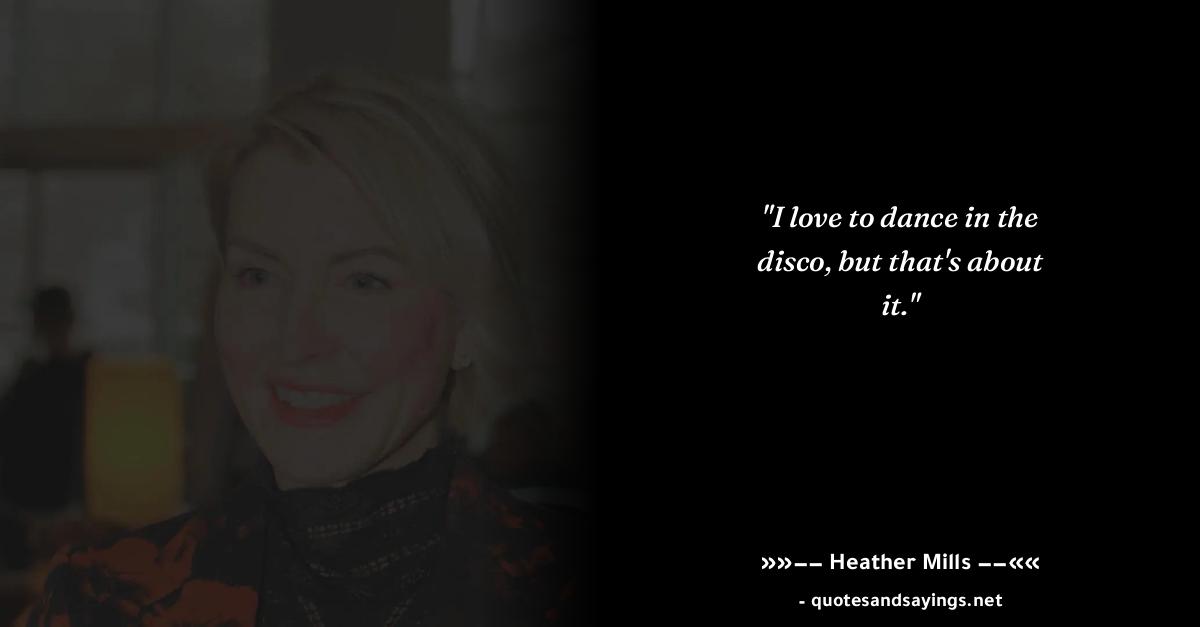 "I love to dance in the
disco, but that's about
it."
»»−− Heather Mills −−««
- quotesandsayings.net